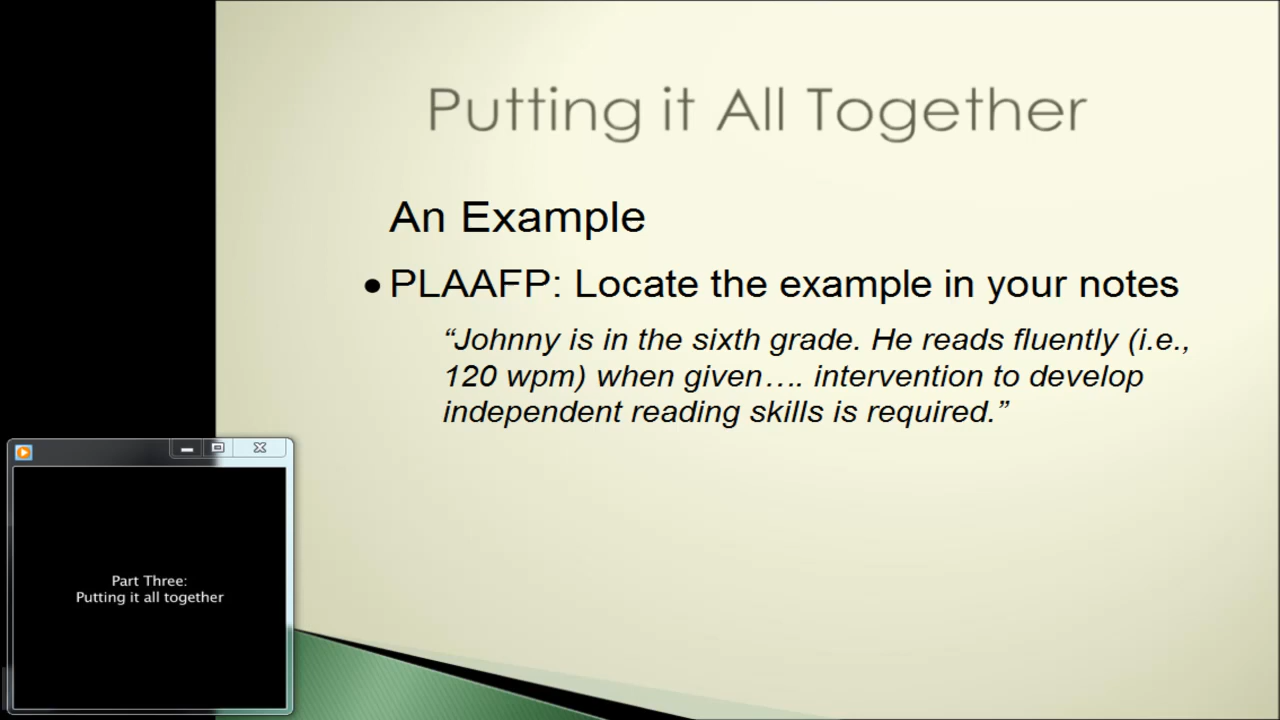 Putting it All Together
An Example
• PLAAFP: Locate the example in your notes
“Johnny is in the sixth grade. He reads fluently (i.e.,
120 wpm) when given…. intervention to develop
independent reading skills is required.”
Part Three:
Putting it all together